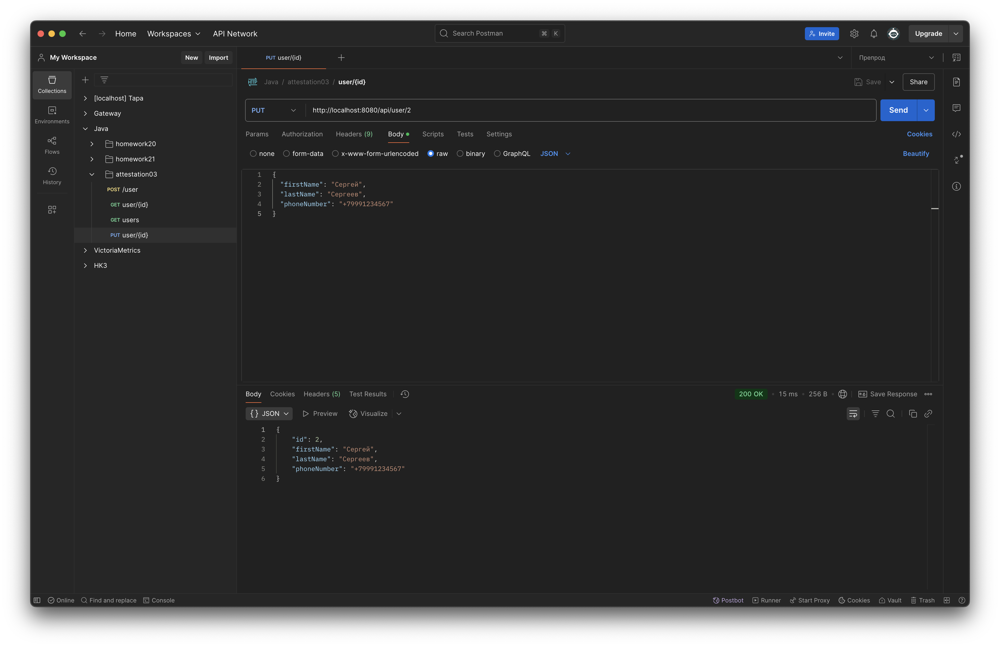 Home Workspaces API Network Search Postman ⌘ K Invite Upgrade
My Workspace New Import PUT user/{id} Препрод
Collections
Environments
Flows
History
[localhost] Тара
Gateway
Java
homework20
homework21
attestation03
POST /user
GET user/{id}
GET users
PUT user/{id}
VictoriaMetrics
НКЗ
HTTP Java / attestation03 / user/{id} Save Share
PUT http://localhost:8080/api/user/2 Send
Params Authorization Headers (9) Body Scripts Tests Settings Cookies
none form-data x-www-form-urlencoded raw binary GraphQL JSON Beautify
1 {
2 "firstName": "Сергей",
3 "lastName": "Сергеев",
4 "phoneNumber": "+79991234567"
5 }
Body Cookies Headers (5) Test Results 200 OK • 15 ms • 256 B • e.g. Save Response
{} JSON Preview Visualize
1 {
2 "id": 2,
3 "firstName": "Сергей",
4 "lastName": "Сергеев",
5 "phoneNumber": "+79991234567"
6 }
Online Find and replace Console Postbot Runner Start Proxy Cookies Vault Trash